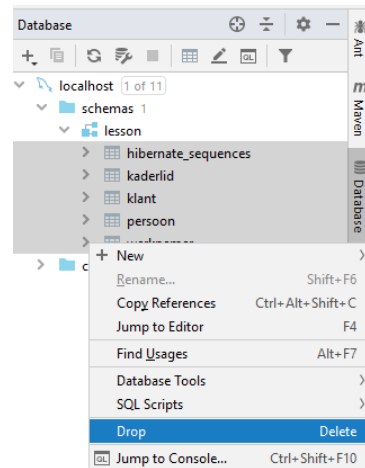 Database
Ant
localhost 1 of 11
schemas 1
Maven
lesson
hibernate_sequences
kaderlid
klant
Database
persoon
werknemer
c
New
Rename... Shift+F6
Copy References Ctrl+Alt+Shift+C
Jump to Editor F4
Find Usages Alt+F7
Database Tools
SQL Scripts
Drop Delete
QL Jump to Console... Ctrl+Shift+F10